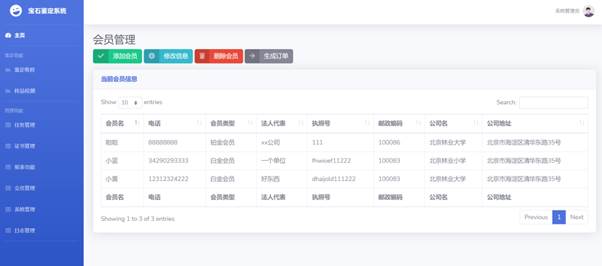 宝石鉴定系统
系统管理员
主页
鉴定功能
鉴定教程
样品检测
管理功能
任务管理
证书管理
报表功能
会员管理
系统管理
日志管理
会员管理
添加会员 修改信息 删除会员 生成订单
当前会员信息
Show 10 entries Search:
会员名 电话 会员类型 法人代表 执照号 邮政编码 公司名 公司地址
88888888 铂金会员 xx公司 111 100086 北京林业大学 北京市海淀区清华东路35号
小蓝 34290293333 白金会员 一个单位 100083 北京林业小学 北京市海淀区清华东路35号
小黄 12312324222 白金会员 好东西 dhaijold111222 100083 北京林业大学 北京市海淀区清华东路35号
会员名 电话 会员类型 法人代表 执照号 邮政编码 公司名 公司地址
Showing 1 to 3 of 3 entries
Previous 1 Next